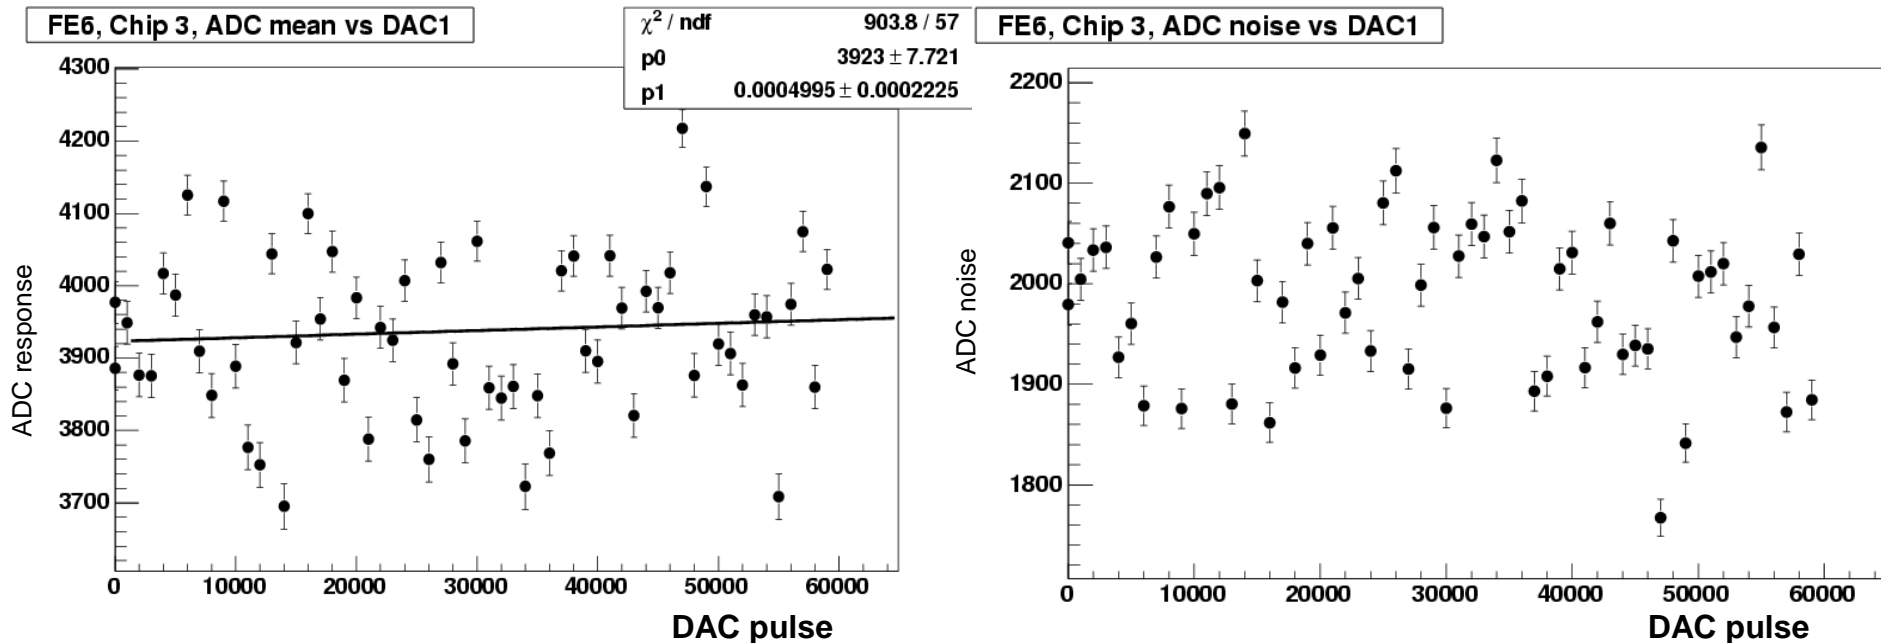 FE6, Chip 3, ADC mean vs DAC1
χ² / ndf 903.8 / 57
p0 3923 ± 7.721
p1 0.0004995 ± 0.0002225
4300
4200
4100
4000
3900
3800
3700
ADC response
0 10000 20000 30000 40000 50000 60000
DAC pulse
FE6, Chip 3, ADC noise vs DAC1
2200
2100
2000
1900
1800
ADC noise
0 10000 20000 30000 40000 50000 60000
DAC pulse